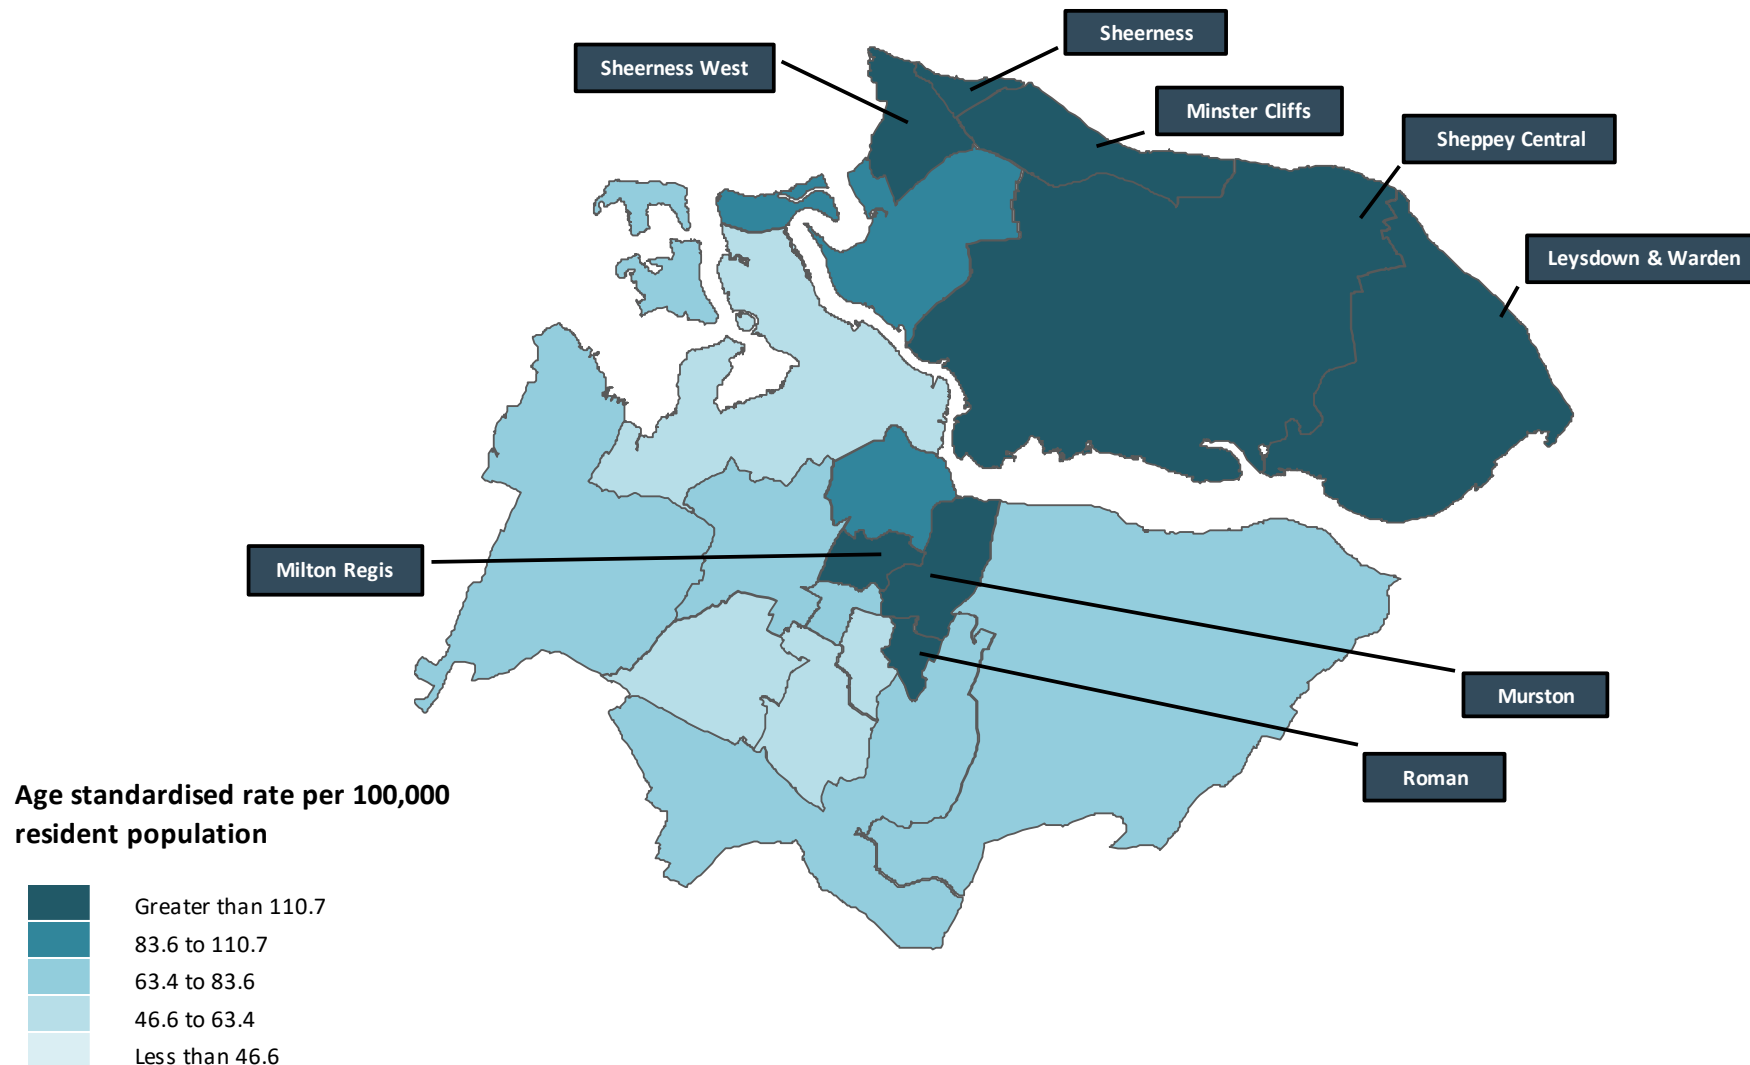 Sheerness
Sheerness West
Minster Cliffs
Sheppey Central
Leysdown & Warden
Milton Regis
Murston
Roman
Age standardised rate per 100,000
resident population
Greater than 110.7
83.6 to 110.7
63.4 to 83.6
46.6 to 63.4
Less than 46.6